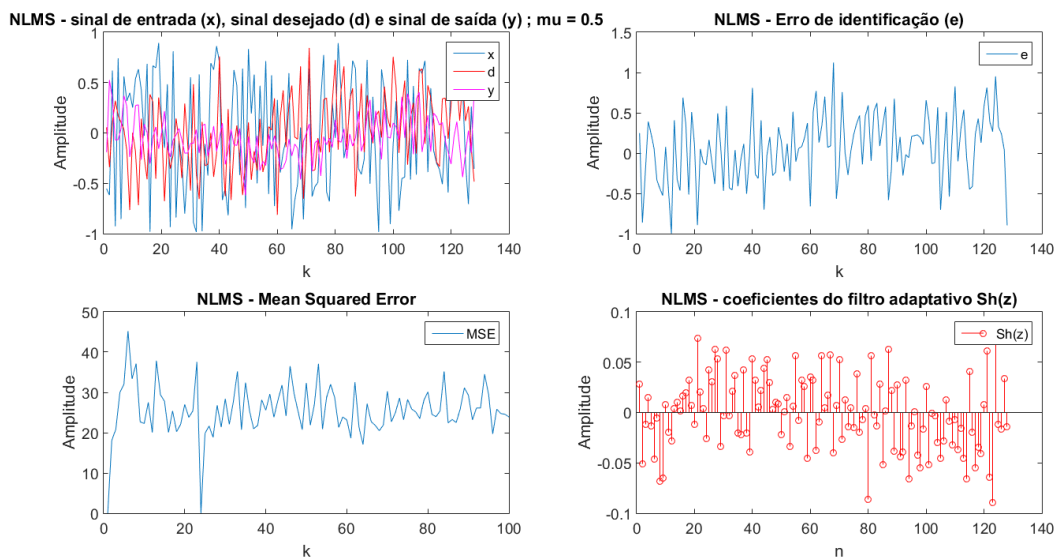 NLMS - sinal de entrada (x), sinal desejado (d) e sinal de saída (y) ; mu = 0.5
1
0.5
0
-0.5
-1
Amplitude
x
d
y
0 20 40 60 80 100 120 140
k
NLMS - Erro de identificação (e)
1.5
1
0.5
0
-0.5
-1
Amplitude
e
0 20 40 60 80 100 120 140
k
NLMS - Mean Squared Error
50
40
30
20
10
0
Amplitude
MSE
0 20 40 60 80 100
k
NLMS - coeficientes do filtro adaptativo Sh(z)
0.1
0.05
0
-0.05
-0.1
Amplitude
Sh(z)
0 20 40 60 80 100 120 140
n